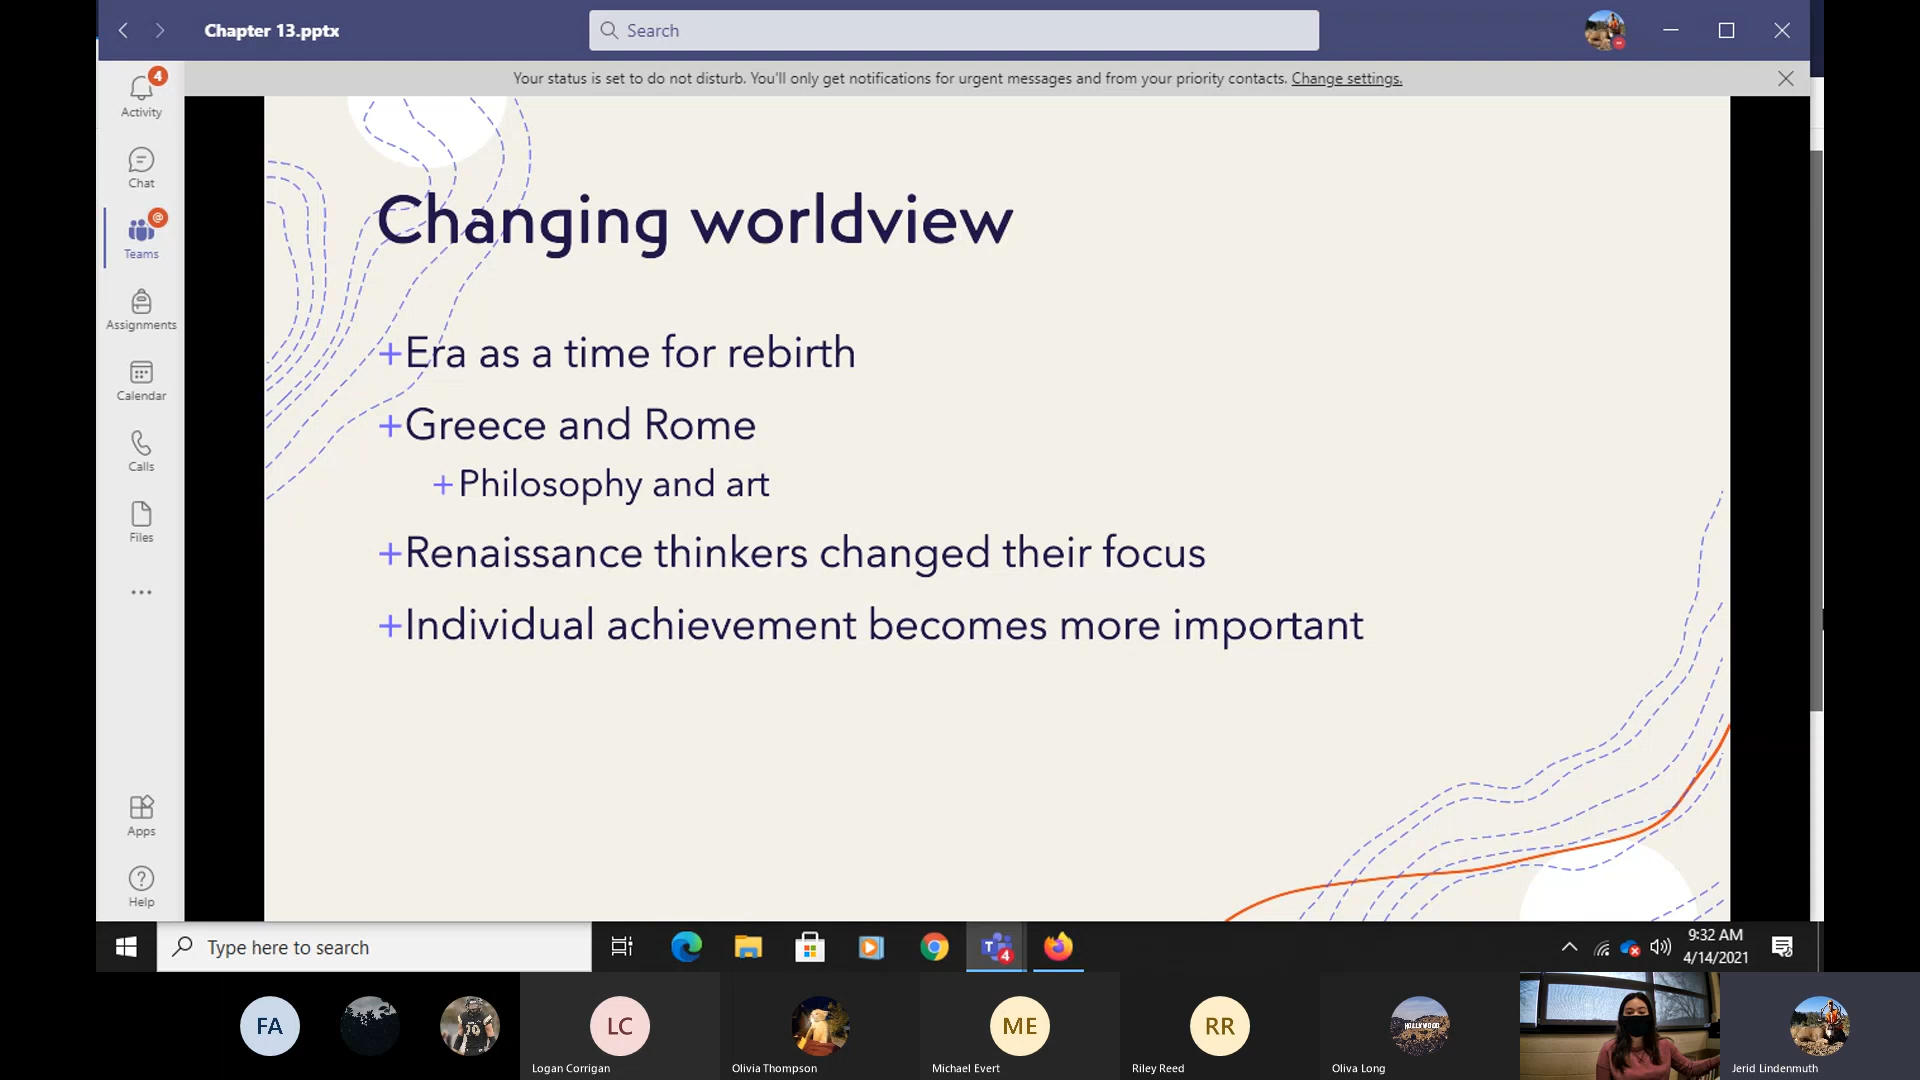 Chapter 13.pptx
Search
Your status is set to do not disturb. You'll only get notifications for urgent messages and from your priority contacts. Change settings.
4
Activity
Chat
@
Teams
Assignments
Calendar
Calls
Files
Apps
Help
Changing worldview
+Era as a time for rebirth
+Greece and Rome
+Philosophy and art
+Renaissance thinkers changed their focus
+Individual achievement becomes more important
Type here to search
T
4
9:32 AM
4/14/2021
FA
LC
Logan Corrigan
Olivia Thompson
ME
Michael Evert
RR
Riley Reed
HOLLYWOOD
Oliva Long
Jerid Lindenmuth